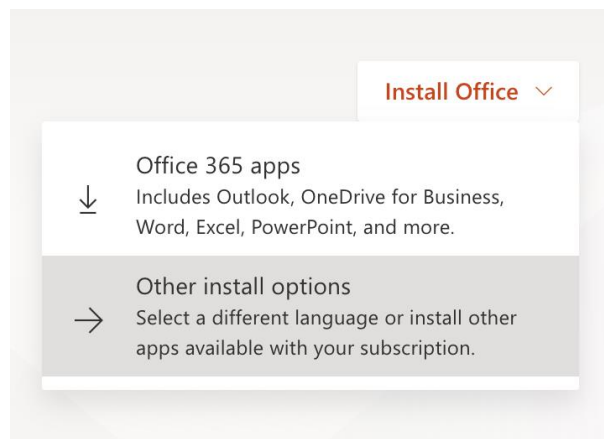 Install Office
Office 365 apps
Includes Outlook, OneDrive for Business,
Word, Excel, PowerPoint, and more.
Other install options
Select a different language or install other
apps available with your subscription.